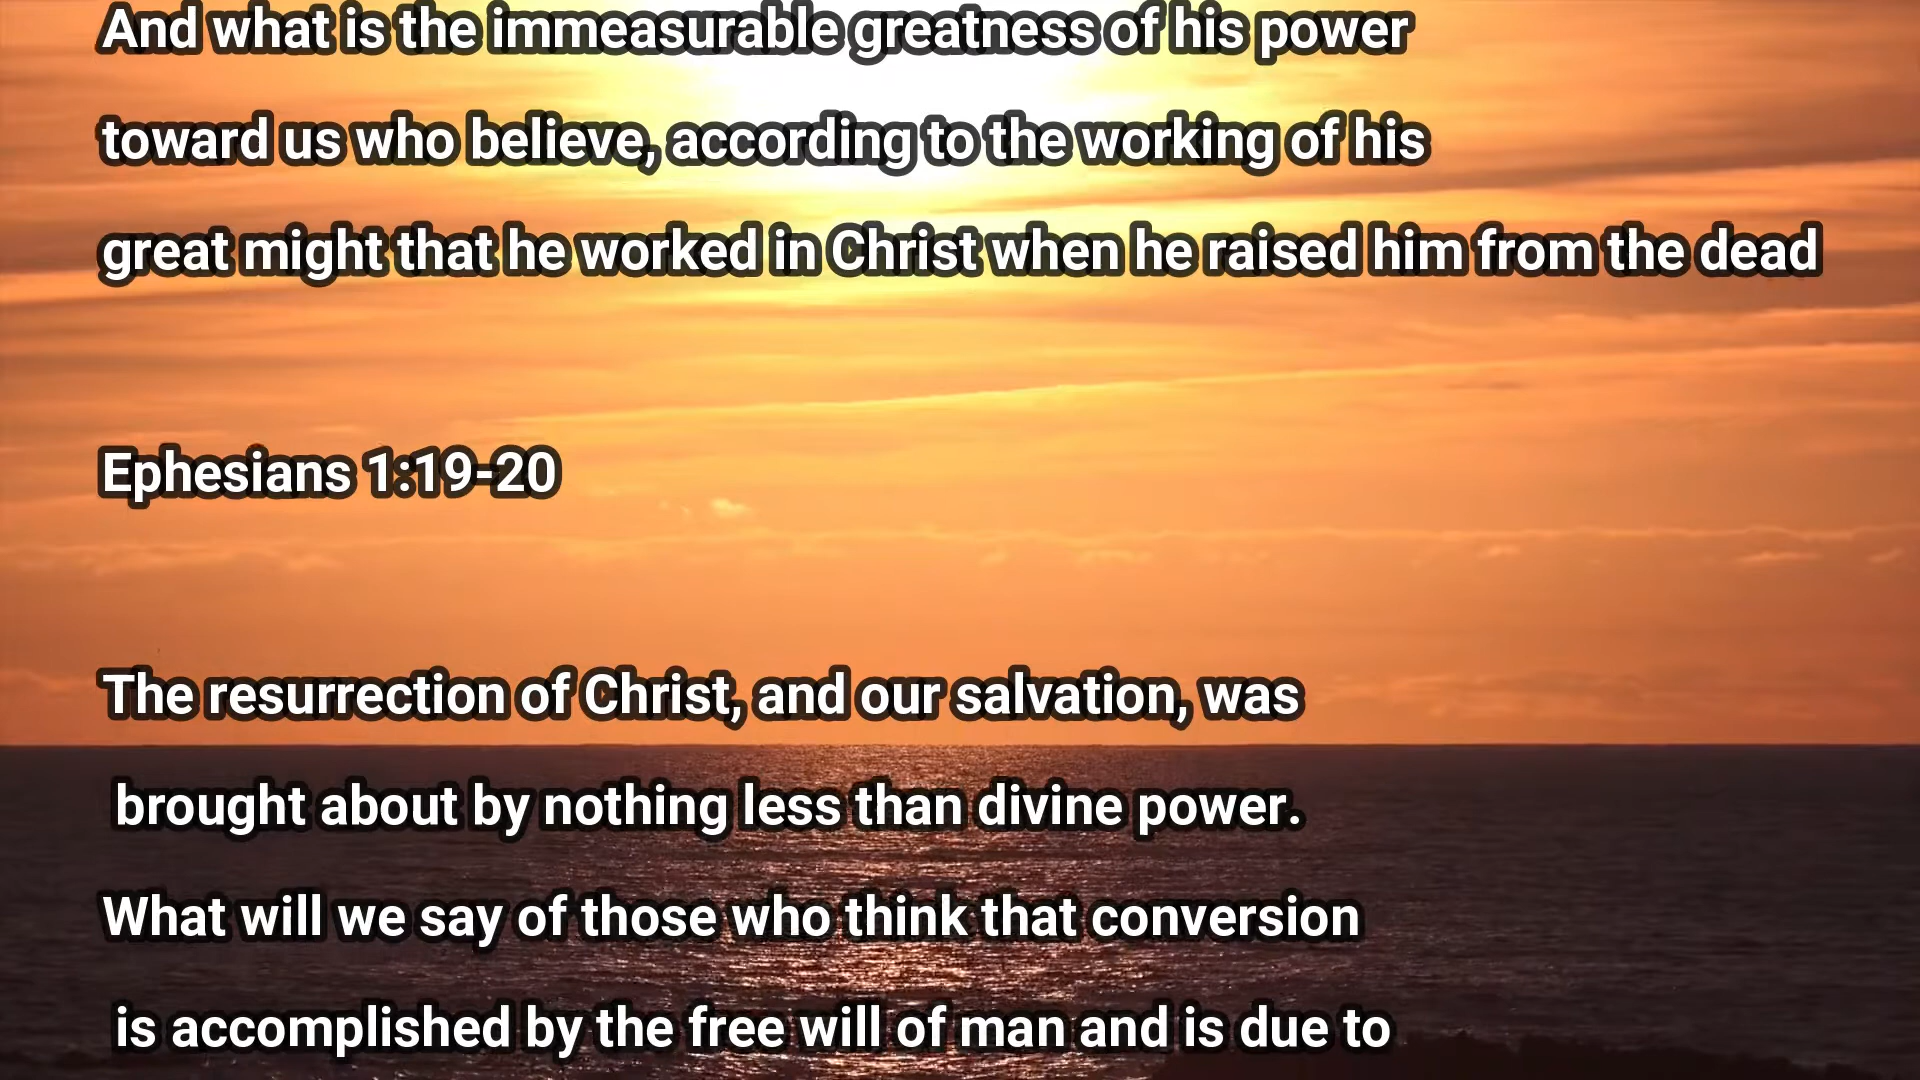 And what is the immeasurable greatness of his power
toward us who believe, according to the working of his
great might that he worked in Christ when he raised him from the dead
Ephesians 1:19-20
The resurrection of Christ, and our salvation, was
brought about by nothing less than divine power.
What will we say of those who think that conversion
is accomplished by the free will of man and is due to